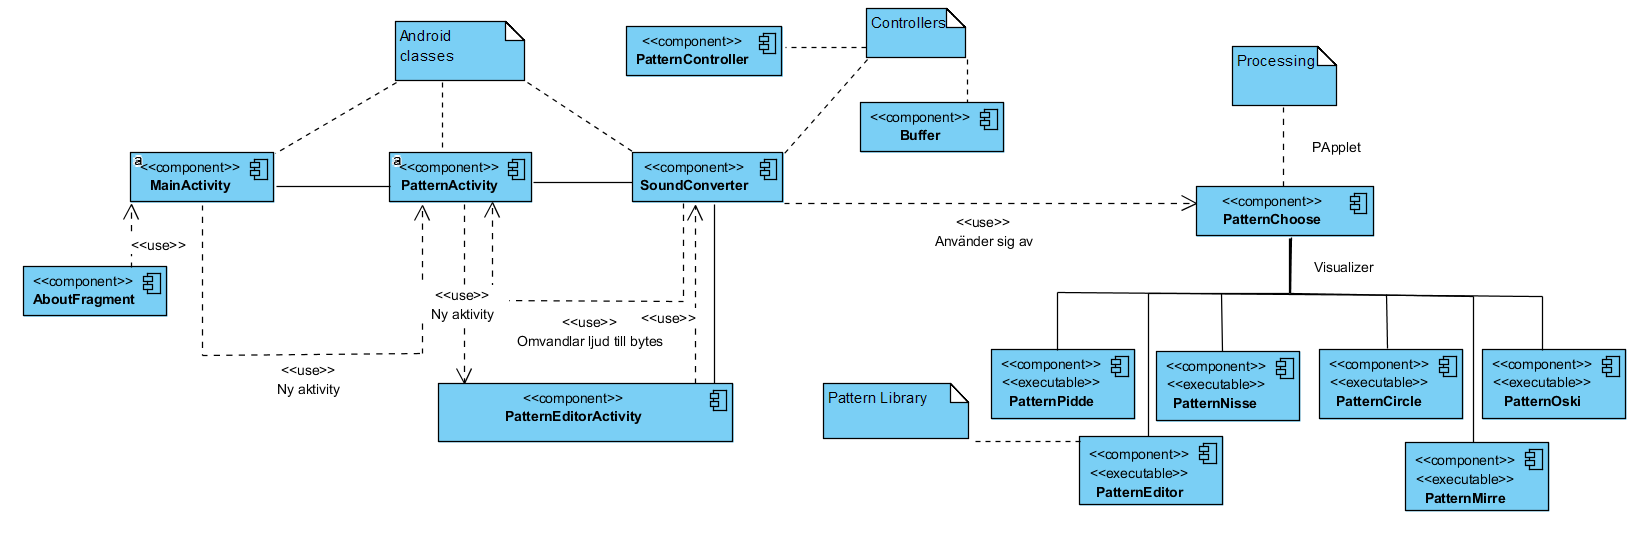 Android
classes
<<component>>
PatternController
Controllers
<<component>>
Buffer
Processing
PApplet
a
<<component>>
MainActivity
a
<<component>>
PatternActivity
<<component>>
SoundConverter
<<component>>
PatternChoose
<<use>>
Använder sig av
<<use>>
<<component>>
AboutFragment
Visualizer
<<use>>
Ny aktivity
<<use>>
Omvandlar ljud till bytes
<<use>>
<<use>>
Ny aktivity
<<component>>
PatternEditorActivity
Pattern Library
<<component>>
<<executable>>
PatternPidde
<<component>>
<<executable>>
PatternNisse
<<component>>
<<executable>>
PatternCircle
<<component>>
<<executable>>
PatternOski
<<component>>
<<executable>>
PatternEditor
<<component>>
<<executable>>
PatternMirre